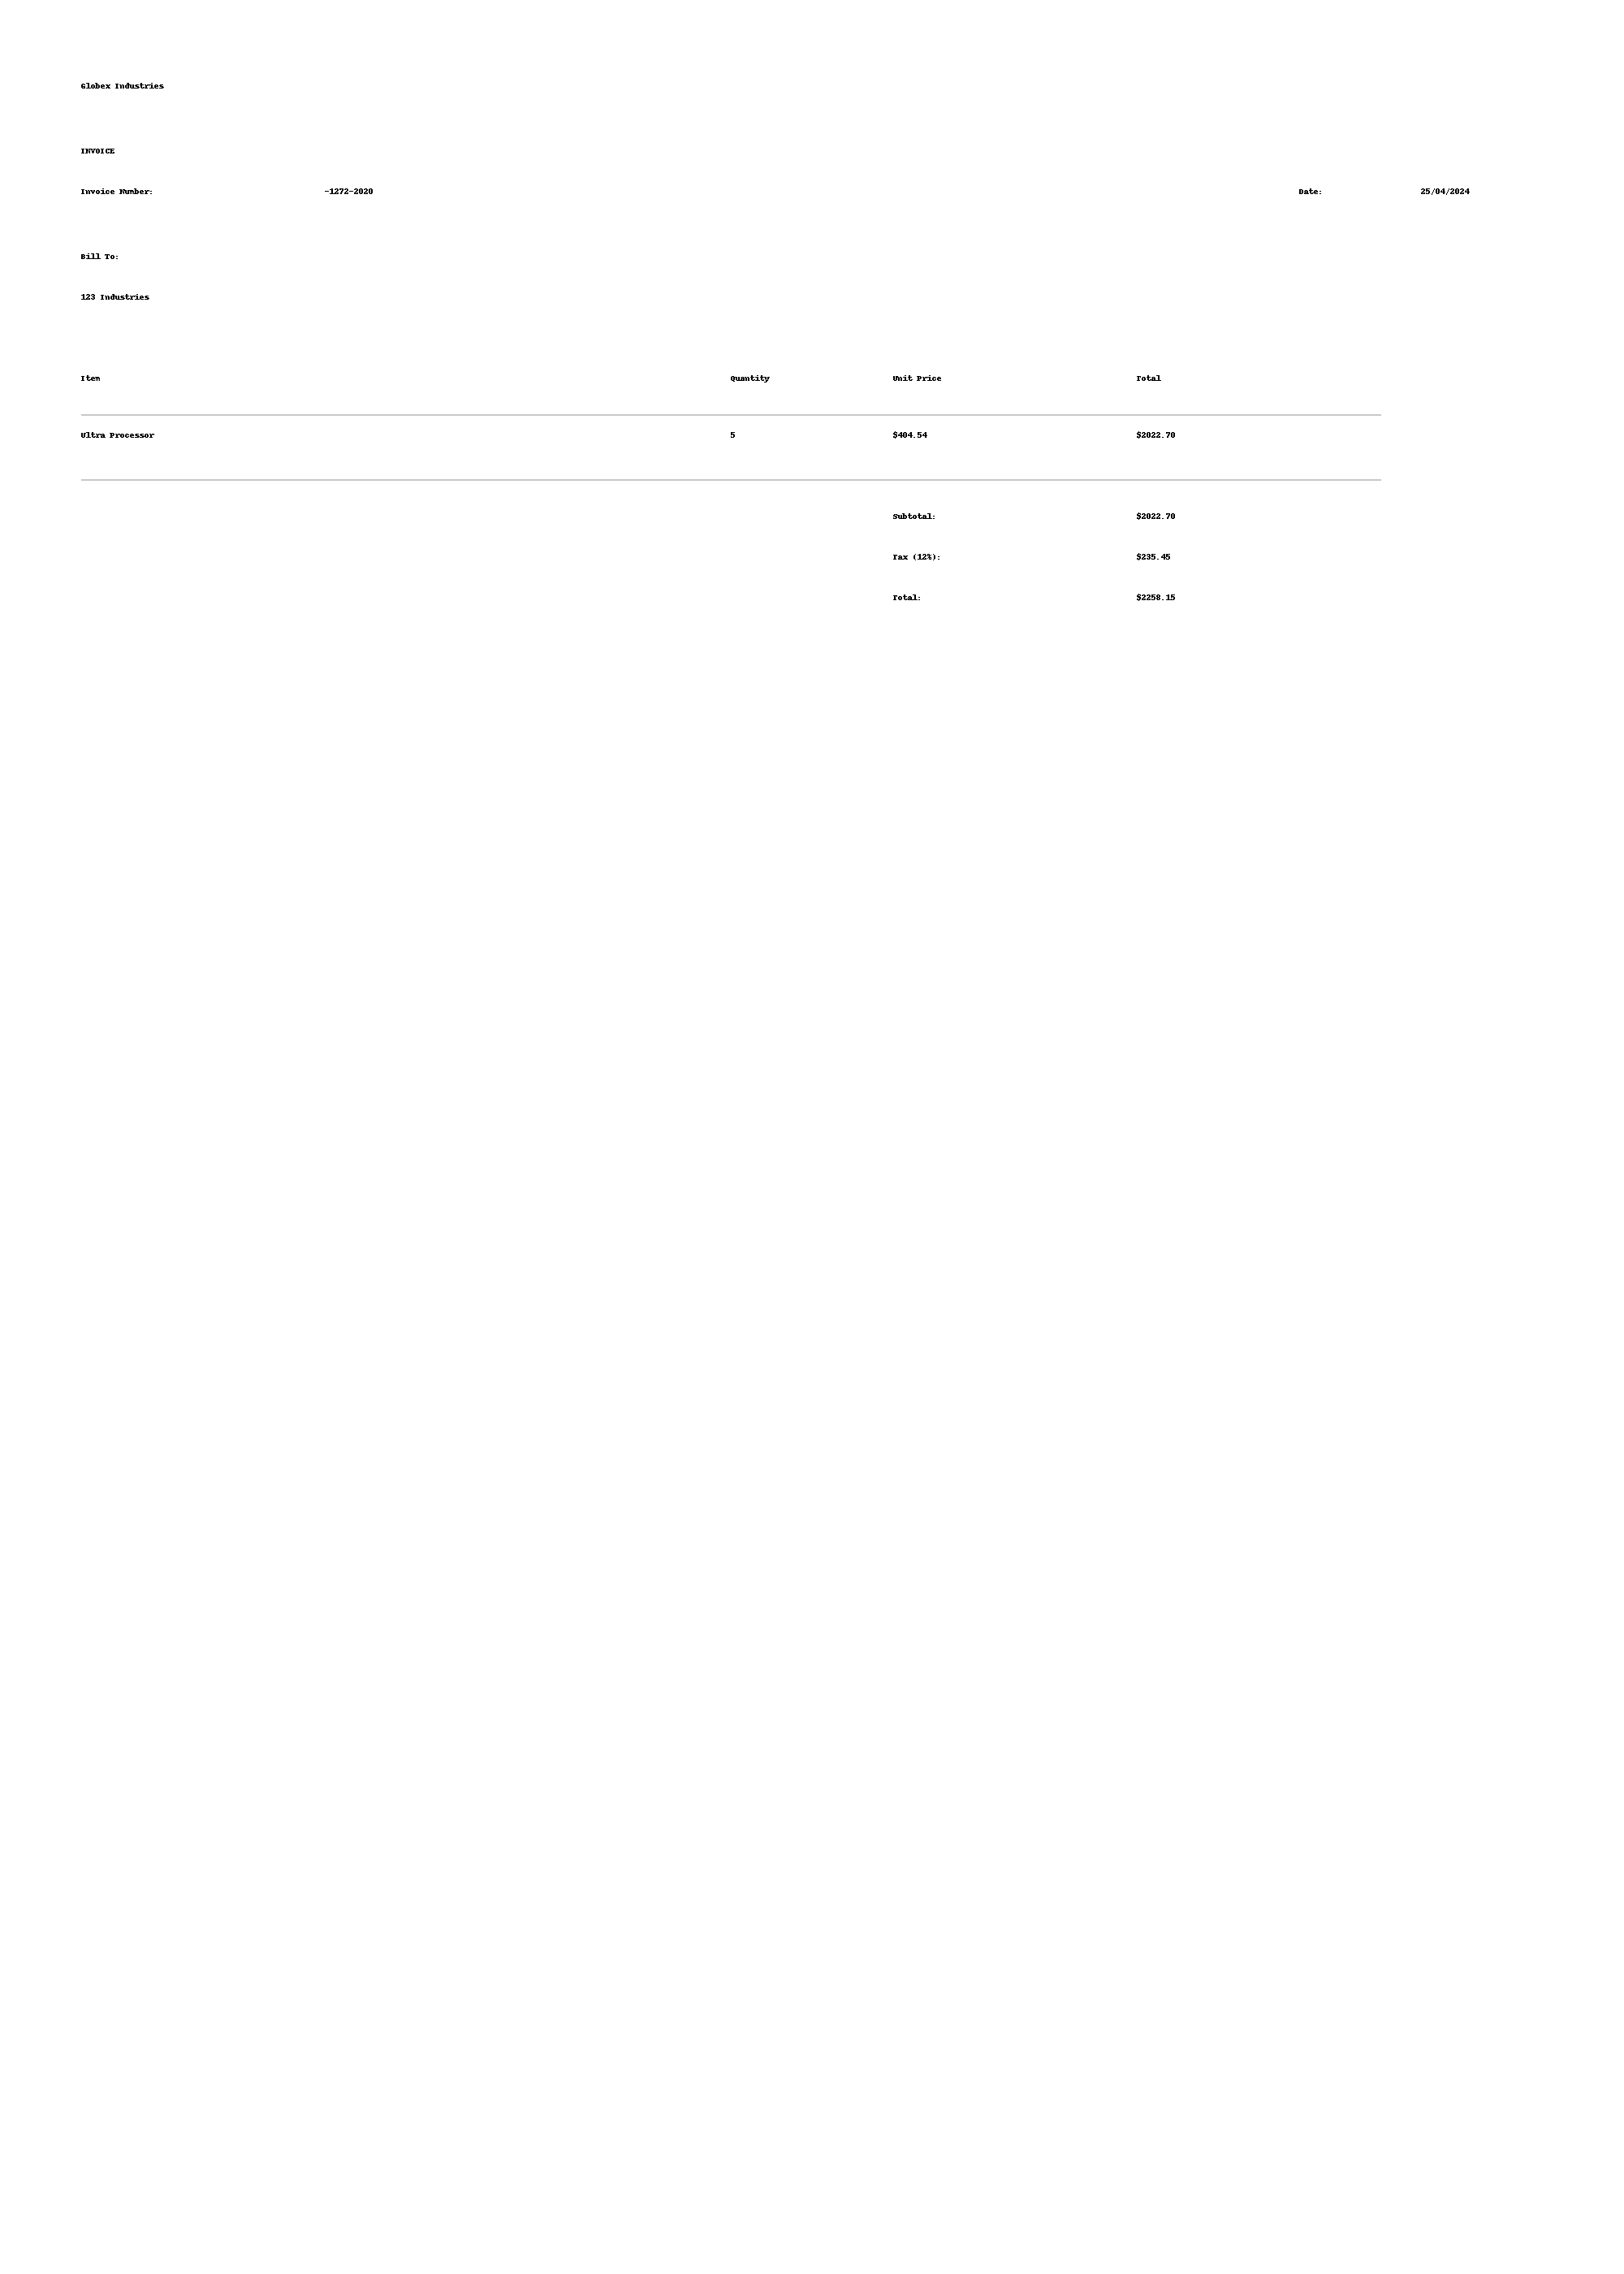 Globex Industries
INVOICE
Invoice Number: -1272-2020 Date: 25/04/2024
Bill To:
123 Industries
Item Quantity Unit Price Total
Ultra Processor 5 $404.54 $2022.70
Subtotal: $2022.70
Tax (12%): $235.45
Total: $2258.15